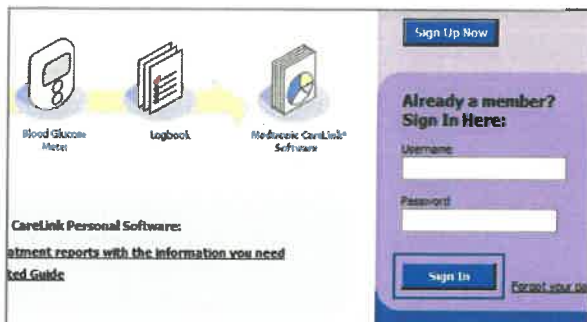 Sign Up Now
Blood Glucose
Meter
Logbook
Medtronic CareLink®
Software
Already a member?
Sign In Here:
Username
Password
CareLink Personal Software:
atment reports with the information you need
ted Guide
Sign In
Forgot your pa